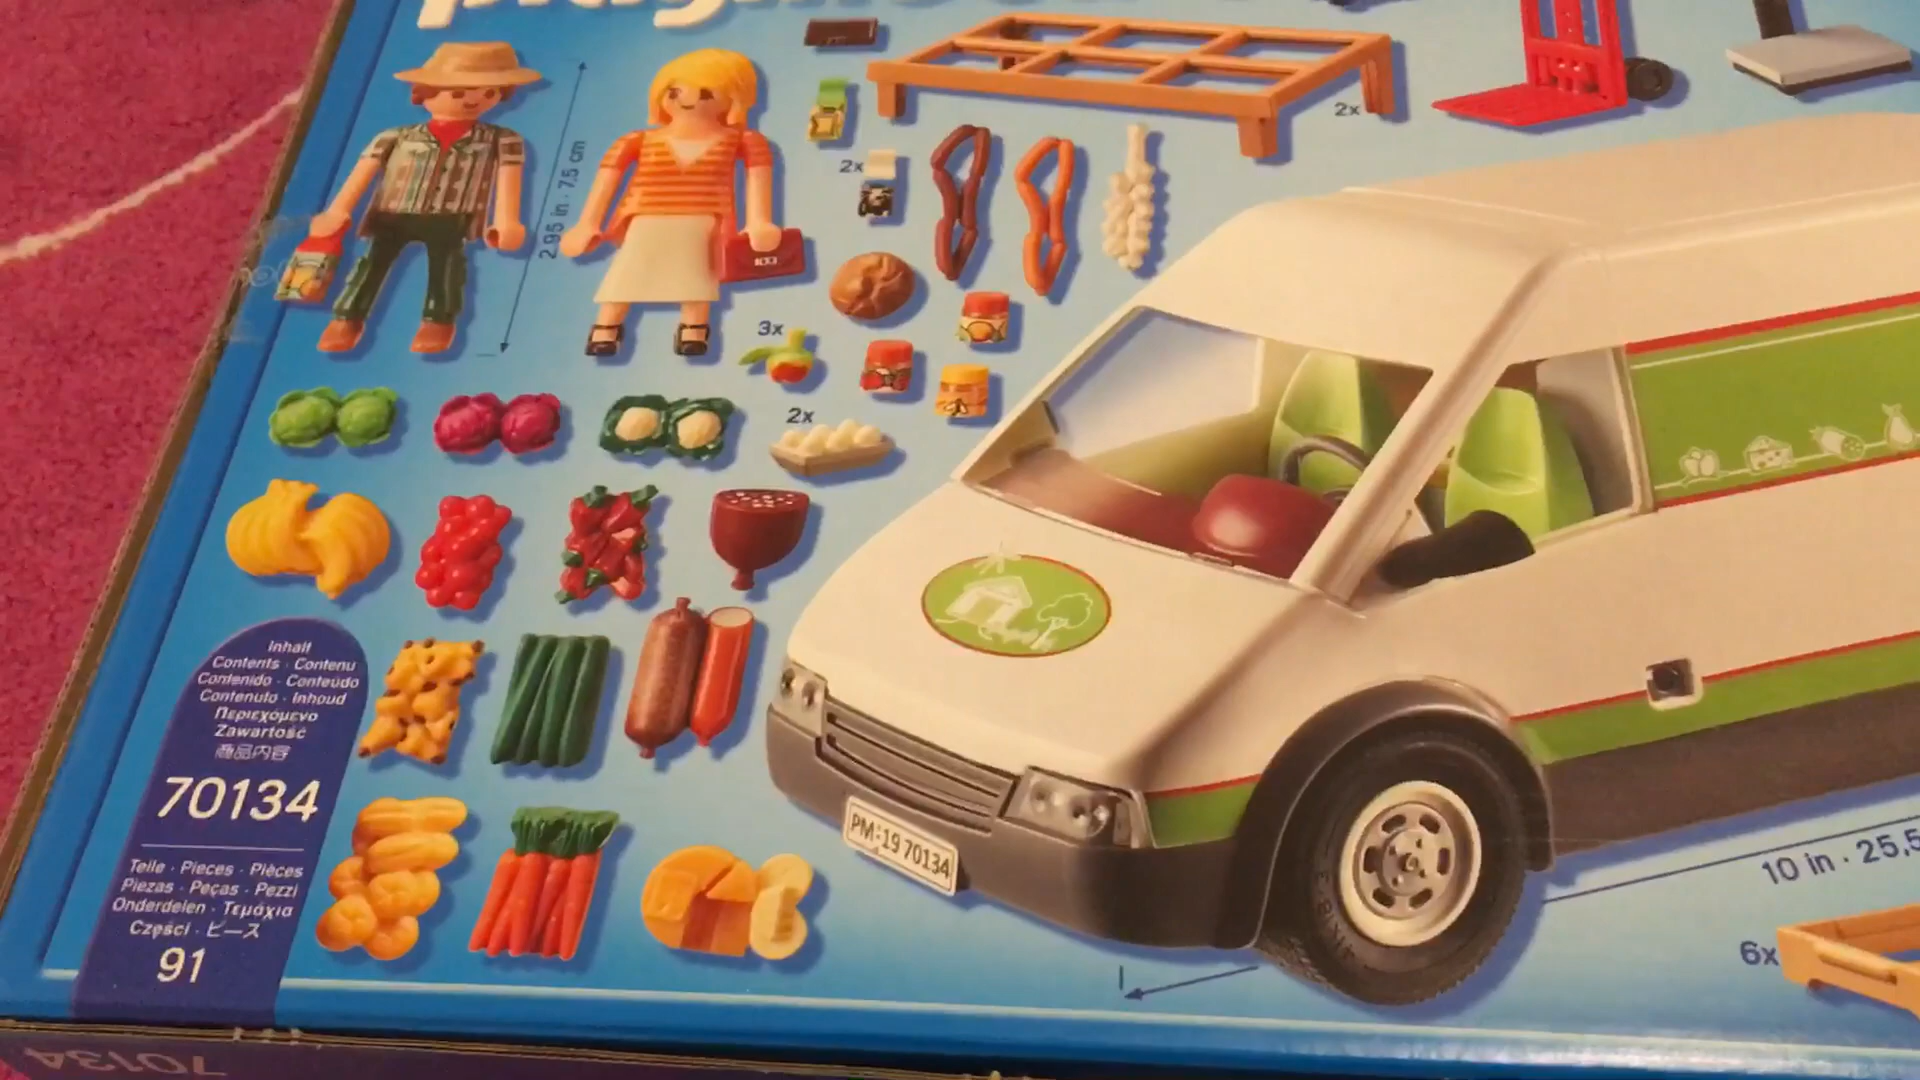 2x
2.95 in · 7,5 cm
2x
3x
2x
Inhalt
Contents · Contenu
Contenido · Conteúdo
Contenuto · Inhoud
Περιεχόμενο
Zawartość
商品内容
70134
Teile · Pieces · Pièces
Piezas · Peças · Pezzi
Onderdelen · Τεμάχια
Części · ピース
91
PM·19 70134
10 in · 25,5
6x
70134